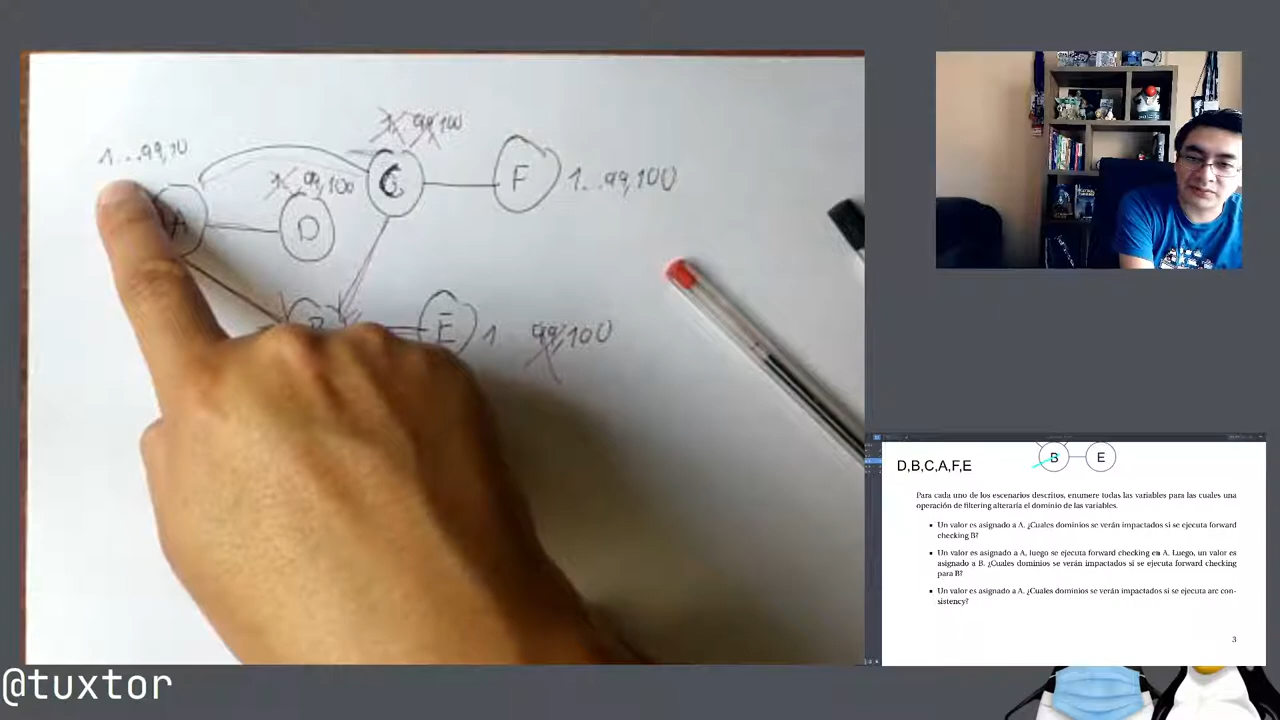 99,100
1...99,10
99,100
C
F
1..99,100
A
D
B
E
1
99,100
D,B,C,A,F,E
B
E
Para cada uno de los escenarios descritos, enumere todas las variables para las cuales una
operación de filtering alteraría el dominio de las variables.
Un valor es asignado a A. ¿Cuales dominios se verán impactados si se ejecuta forward
checking B?
Un valor es asignado a A, luego se ejecuta forward checking en A. Luego, un valor es
asignado a B. ¿Cuales dominios se verán impactados si se ejecuta forward checking
para B?
Un valor es asignado a A. ¿Cuales dominios se verán impactados si se ejecuta arc con-
sistency?
3
@tuxtor